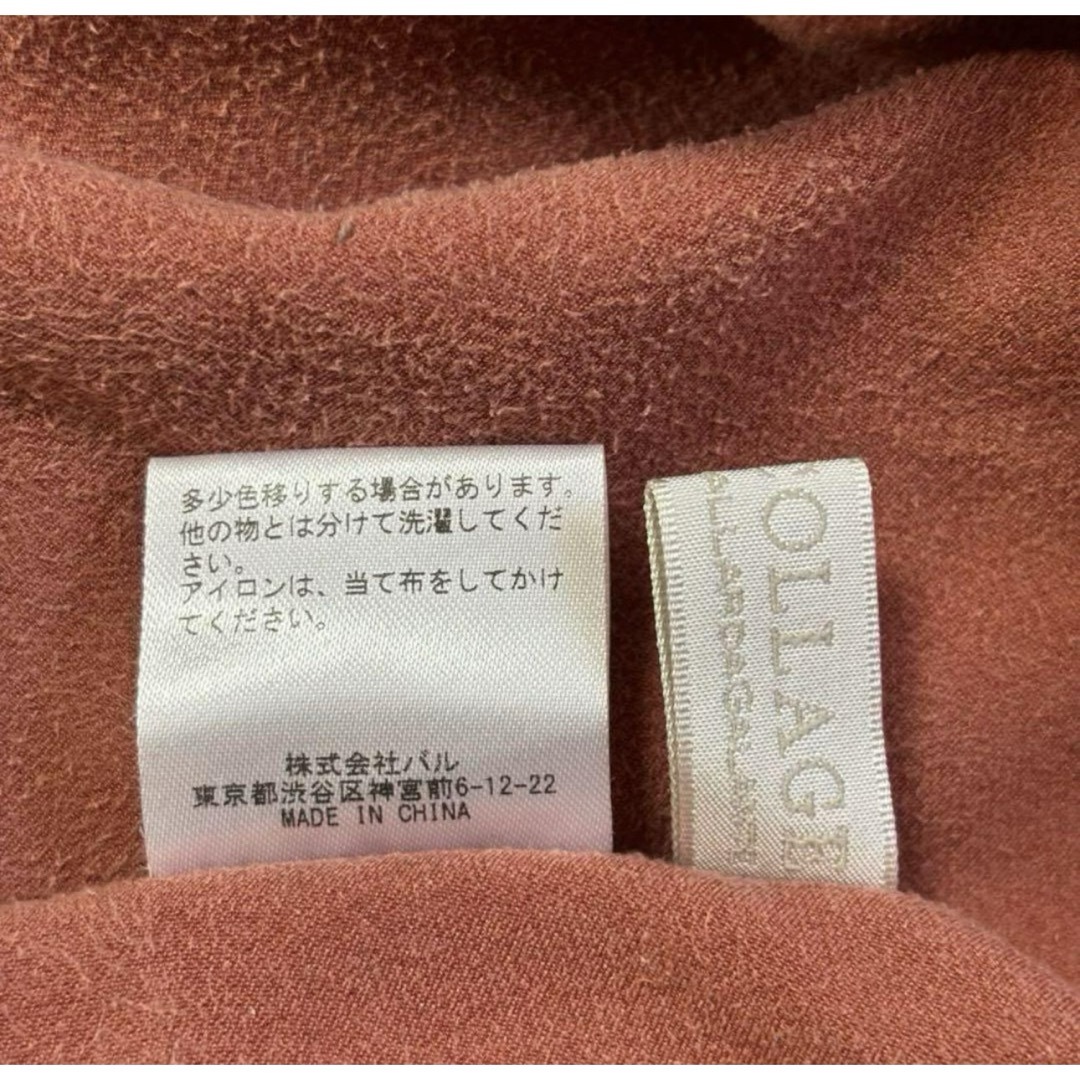 多少色移りする場合があります。
他の物とは分けて洗濯してくだ
さい。
アイロンは、当て布をしてかけ
てください。
株式会社バル
東京都渋谷区神宮前6-12-22
MADE IN CHINA
OLLAGE
GALLARDAGALANTE